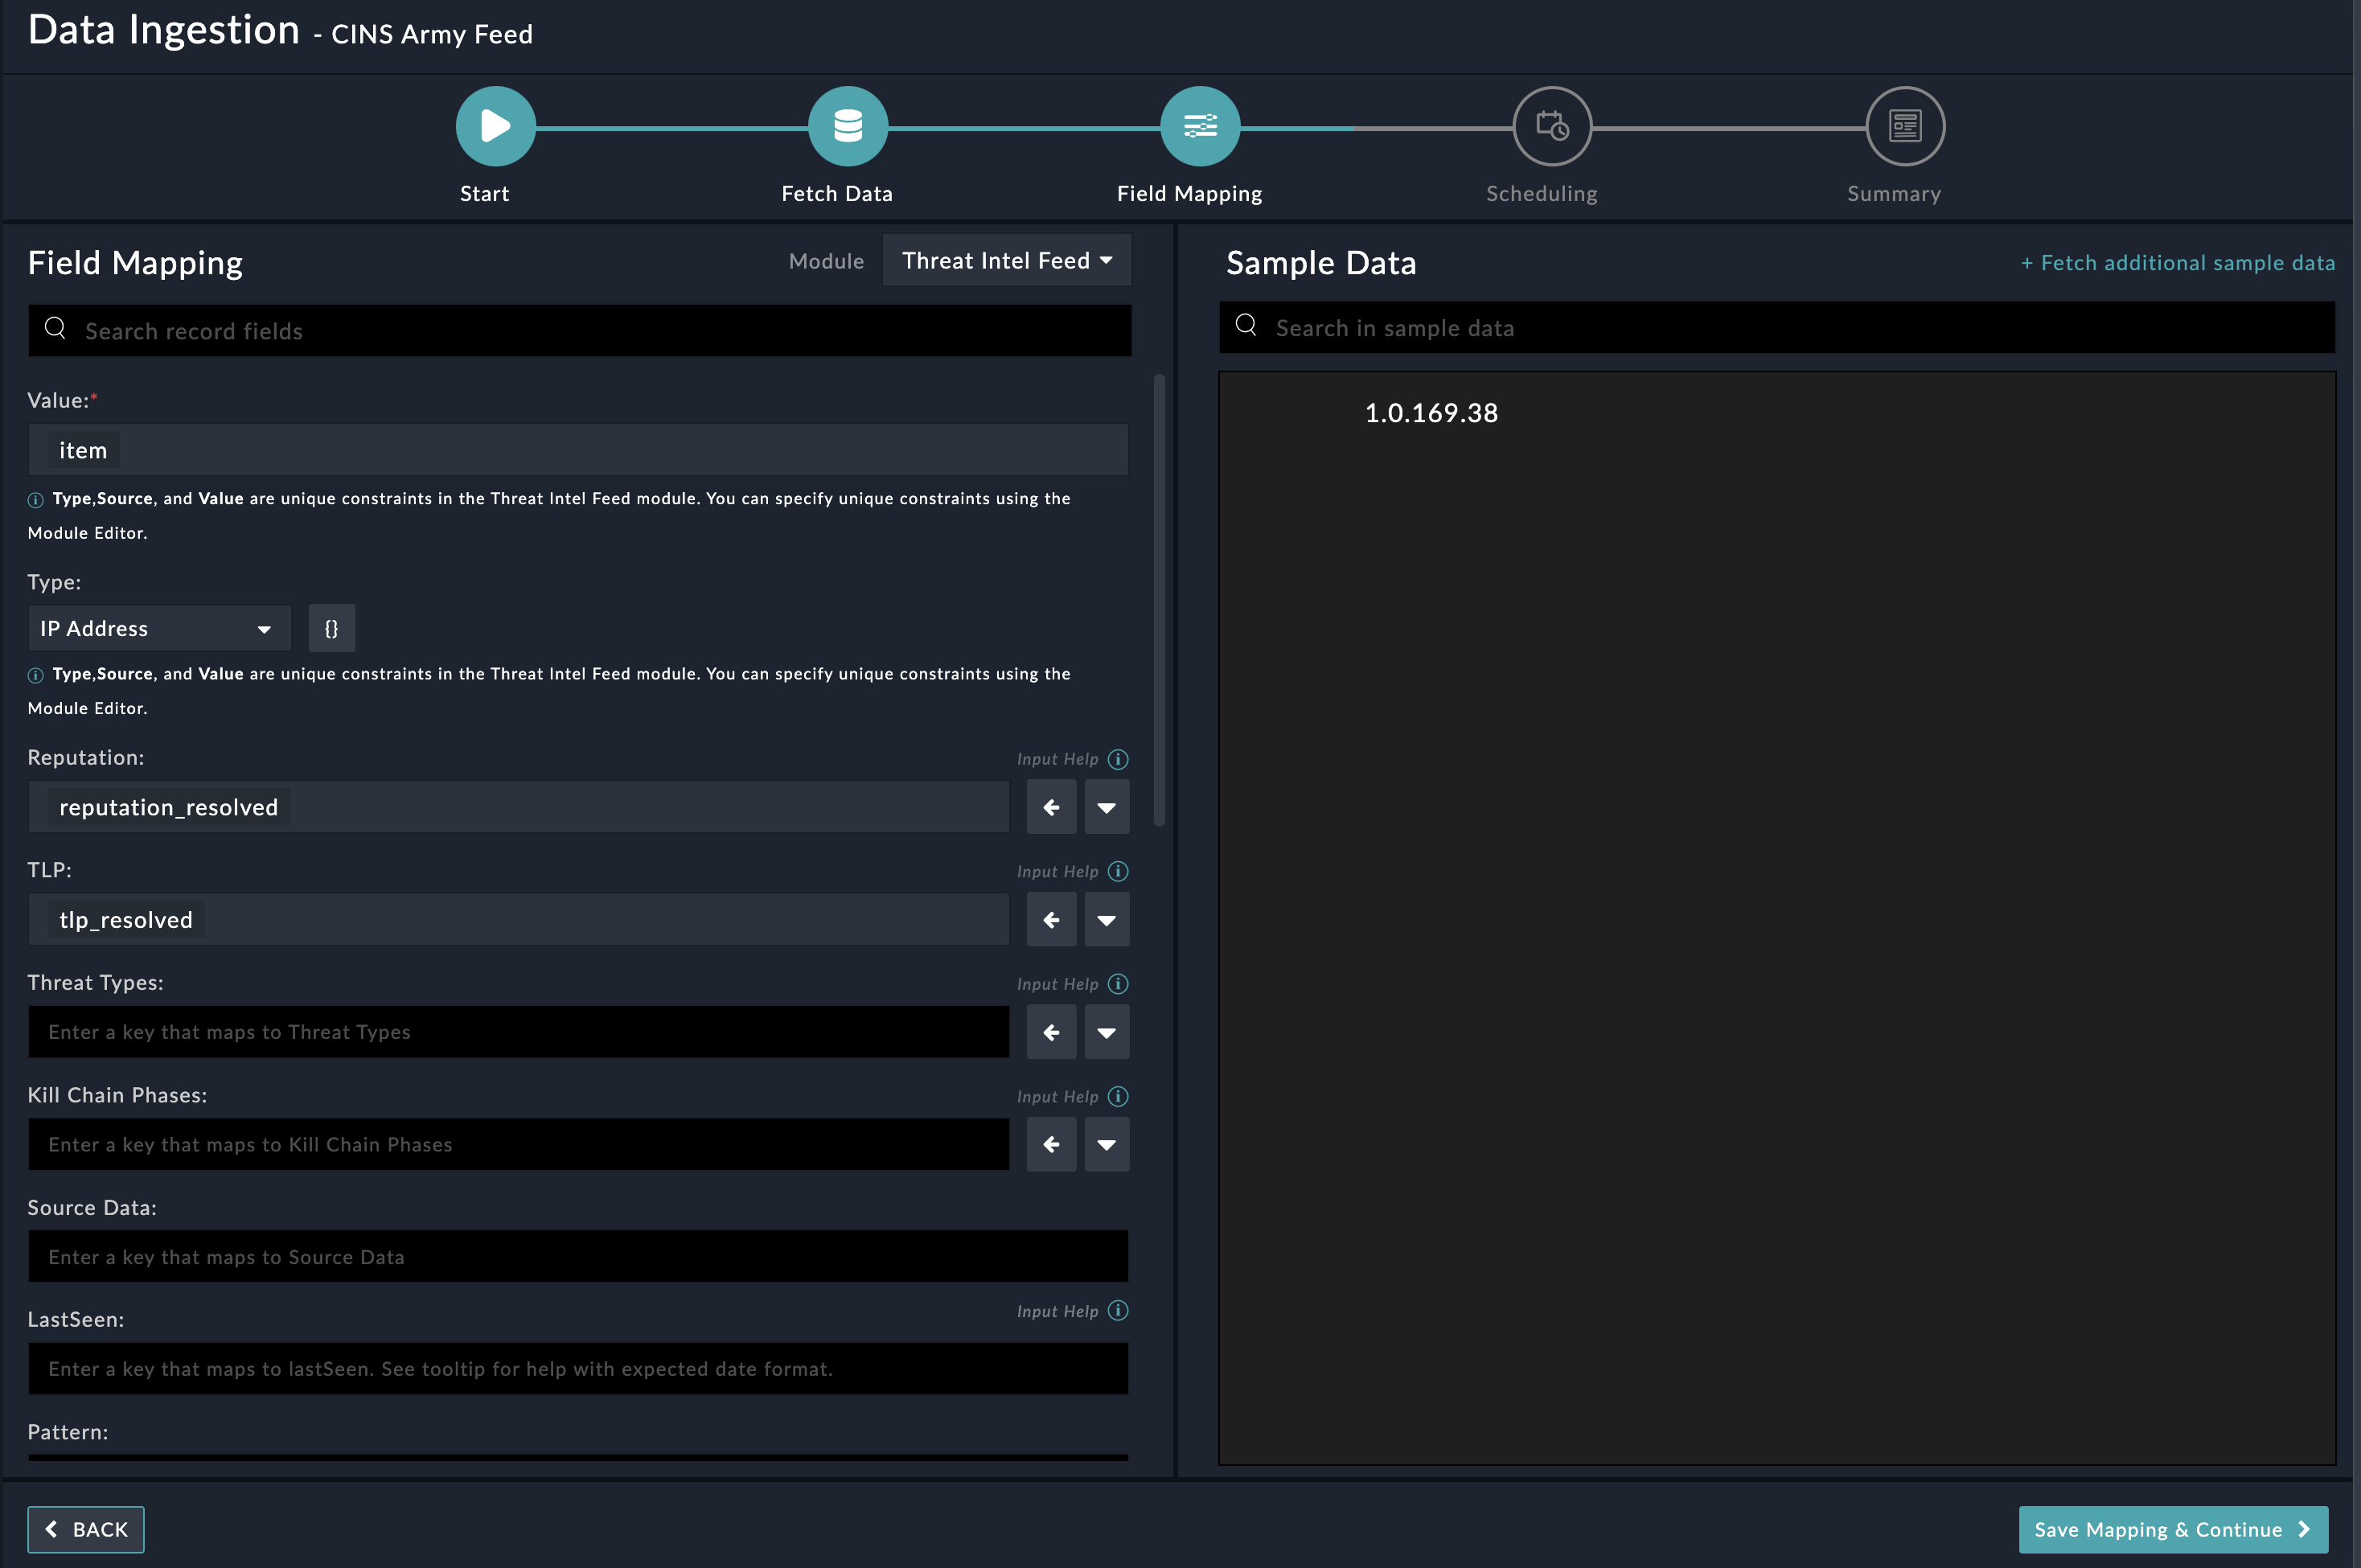 Data Ingestion - CINS Army Feed
Start
Fetch Data
Field Mapping
Scheduling
Summary
Field Mapping
Module
Threat Intel Feed
Search record fields
Value:*
item
Type,Source, and Value are unique constraints in the Threat Intel Feed module. You can specify unique constraints using the
Module Editor.
Type:
IP Address
{}
Type,Source, and Value are unique constraints in the Threat Intel Feed module. You can specify unique constraints using the
Module Editor.
Reputation:
Input Help
reputation_resolved
TLP:
Input Help
tlp_resolved
Threat Types:
Input Help
Enter a key that maps to Threat Types
Kill Chain Phases:
Input Help
Enter a key that maps to Kill Chain Phases
Source Data:
Enter a key that maps to Source Data
LastSeen:
Input Help
Enter a key that maps to lastSeen. See tooltip for help with expected date format.
Pattern:
Sample Data
+ Fetch additional sample data
Search in sample data
1.0.169.38
BACK
Save Mapping & Continue